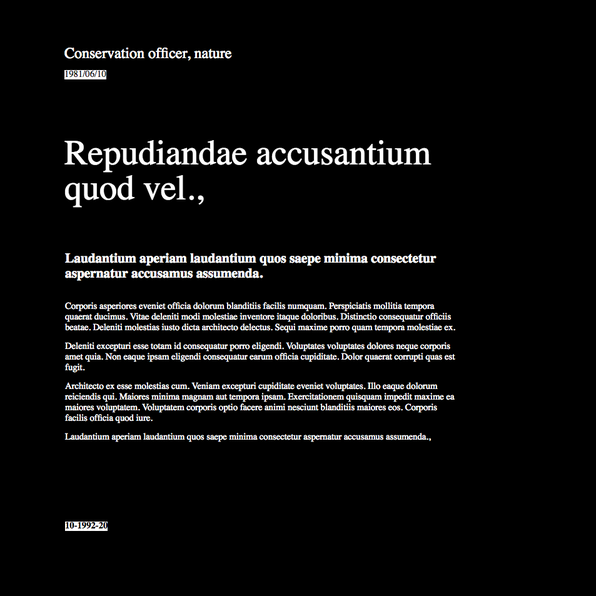 Conservation officer, nature
1981/06/10
Repudiandae accusantium
quod vel.,
Laudantium aperiam laudantium quos saepe minima consectetur
aspernatur accusamus assumenda.
Corporis asperiores eveniet officia dolorum blanditiis facilis numquam. Perspiciatis mollitia tempora
quaerat ducimus. Vitae deleniti modi molestiae inventore itaque doloribus. Distinctio consequatur officiis
beatae. Deleniti molestias iusto dicta architecto delectus. Sequi maxime porro quam tempora molestiae ex.
Deleniti excepturi esse totam id consequatur porro eligendi. Voluptates voluptates dolores neque corporis
amet quia. Non eaque ipsam eligendi consequatur earum officia cupiditate. Dolor quaerat corrupti quas est
fugit.
Architecto ex esse molestias cum. Veniam excepturi cupiditate eveniet voluptates. Illo eaque dolorum
reiciendis qui. Maiores minima magnam aut tempora ipsam. Exercitationem quisquam impedit maxime ea
maiores voluptatem. Voluptatem corporis optio facere animi nesciunt blanditiis maiores eos. Corporis
facilis officia quod iure.
Laudantium aperiam laudantium quos saepe minima consectetur aspernatur accusamus assumenda.,
10-1992-20